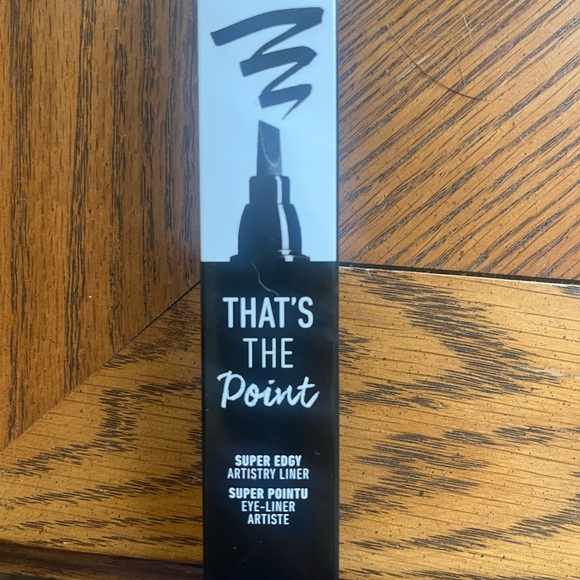 THAT'S
THE
Point
SUPER EDGY
ARTISTRY LINER
SUPER POINTU
EYE-LINER
ARTISTE